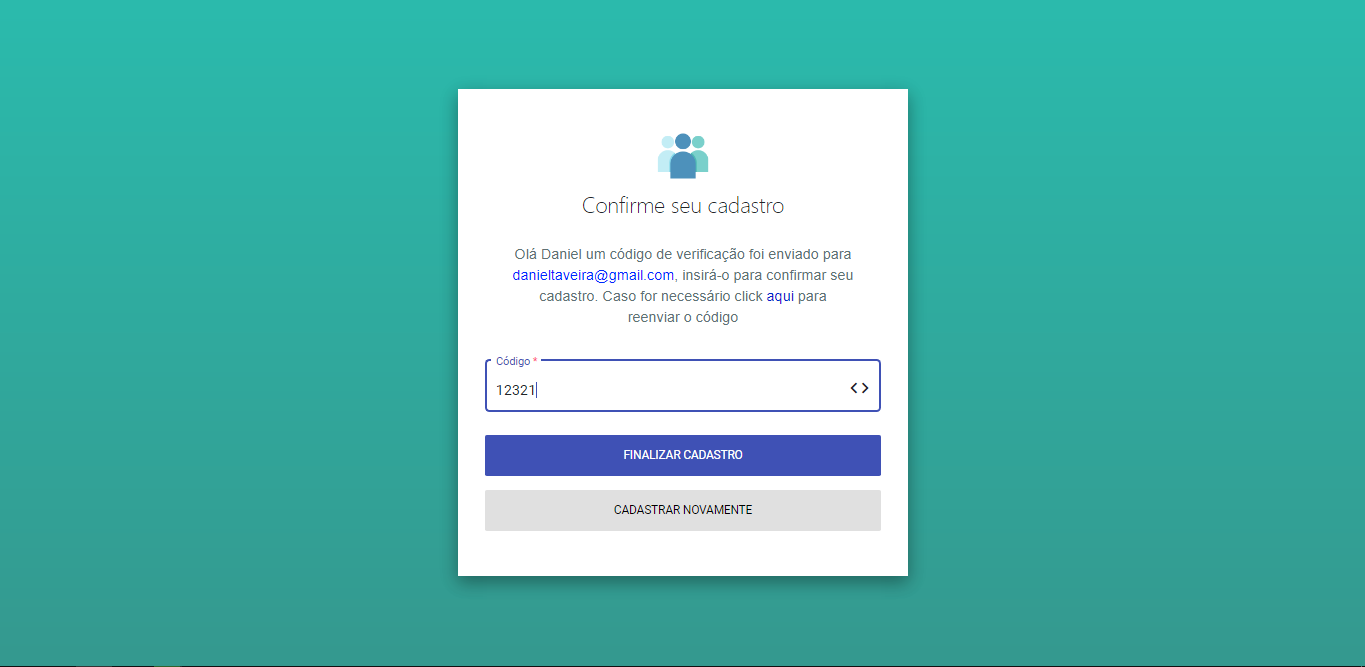 Confirme seu cadastro
Olá Daniel um código de verificação foi enviado para
danieltaveira@gmail.com, insirá-o para confirmar seu
cadastro. Caso for necessário click aqui para
reenviar o código
Código *
12321
FINALIZAR CADASTRO
CADASTRAR NOVAMENTE